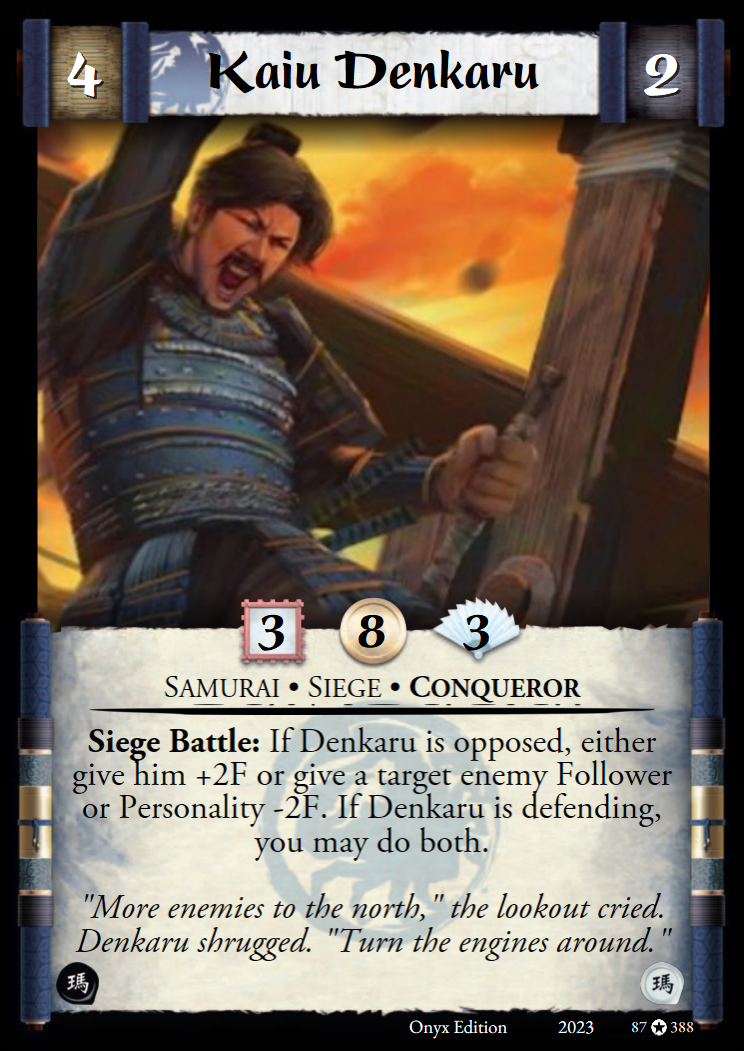 4
Kaiu Denkaru
2
3
8
3
Samurai • Siege • Conqueror
Siege Battle: If Denkaru is opposed, either
give him +2F or give a target enemy Follower
or Personality -2F. If Denkaru is defending,
you may do both.
"More enemies to the north," the lookout cried.
Denkaru shrugged. "Turn the engines around."
瑪
瑪
Onyx Edition 2023 87 ✪ 388